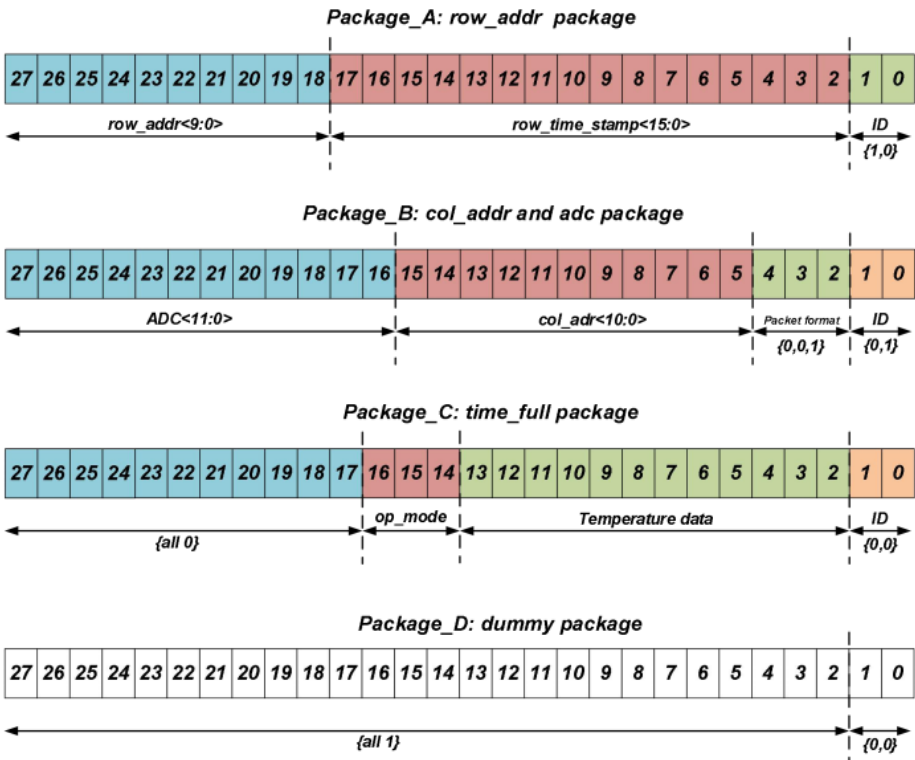 Package_A: row_addr package
27 26 25 24 23 22 21 20 19 18 17 16 15 14 13 12 11 10 9 8 7 6 5 4 3 2 1 0
row_addr<9:0> row_time_stamp<15:0> ID
{1,0}
Package_B: col_addr and adc package
27 26 25 24 23 22 21 20 19 18 17 16 15 14 13 12 11 10 9 8 7 6 5 4 3 2 1 0
ADC<11:0> col_adr<10:0> Packet format ID
{0,0,1} {0,1}
Package_C: time_full package
27 26 25 24 23 22 21 20 19 18 17 16 15 14 13 12 11 10 9 8 7 6 5 4 3 2 1 0
op_mode Temperature data ID
{all 0} {0,0}
Package_D: dummy package
27 26 25 24 23 22 21 20 19 18 17 16 15 14 13 12 11 10 9 8 7 6 5 4 3 2 1 0
{all 1} {0,0}